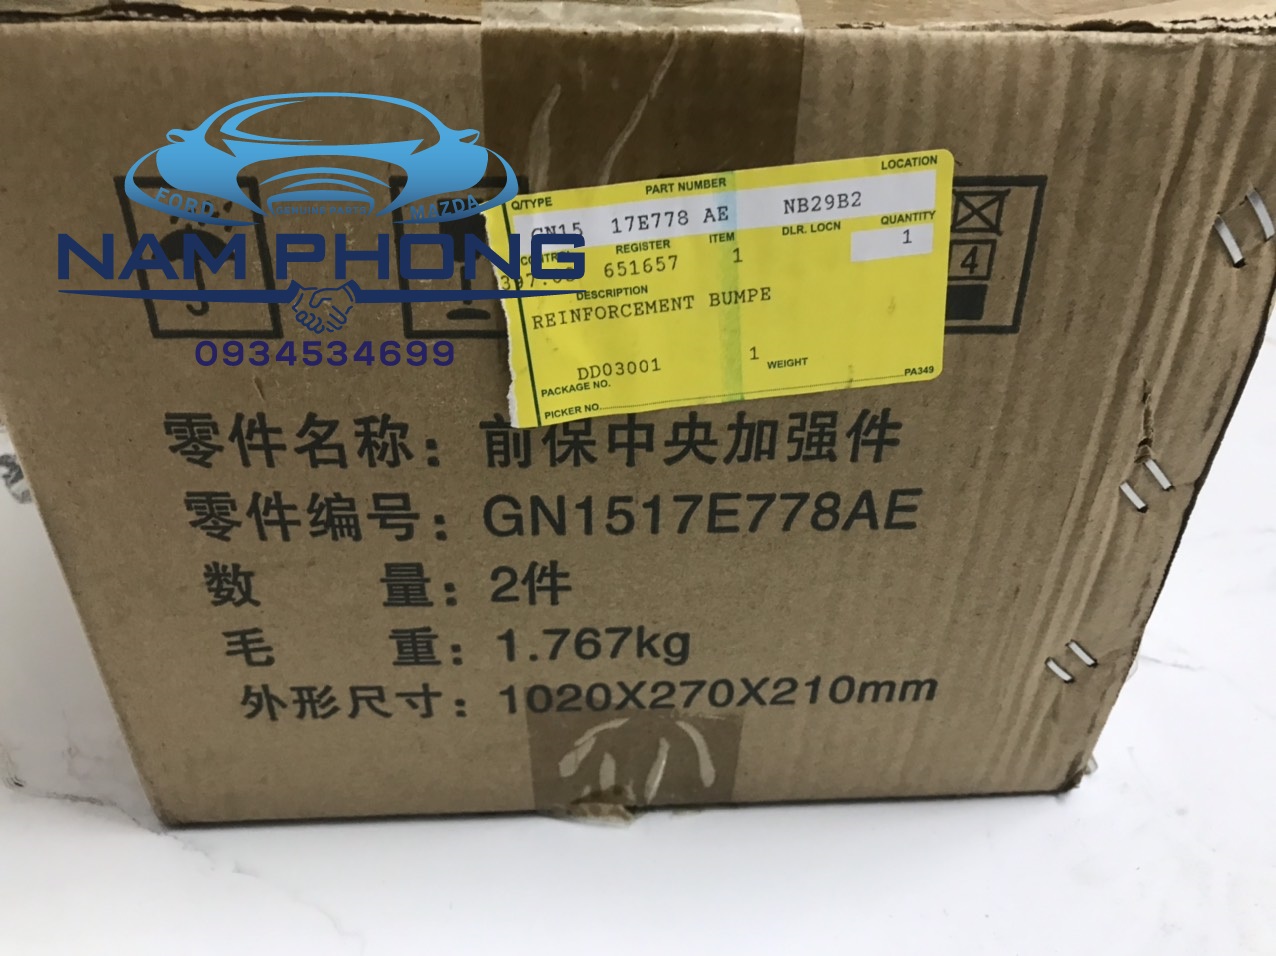 FORD
GENUINE PARTS
MAZDA
NAM PHONG
0934534699
LOCATION
Q/TYPE PART NUMBER
GN15 17E778 AE NB29B2
REGISTER ITEM DLR. LOCN QUANTITY
651657 1 1
DESCRIPTION
REINFORCEMENT BUMPE
DD03001 1 WEIGHT
PACKAGE NO.
PICKER NO. PA349
4
零件名称：前保中央加强件
零件编号：GN1517E778AE
数量：2件
毛重：1.767kg
外形尺寸：1020X270X210mm